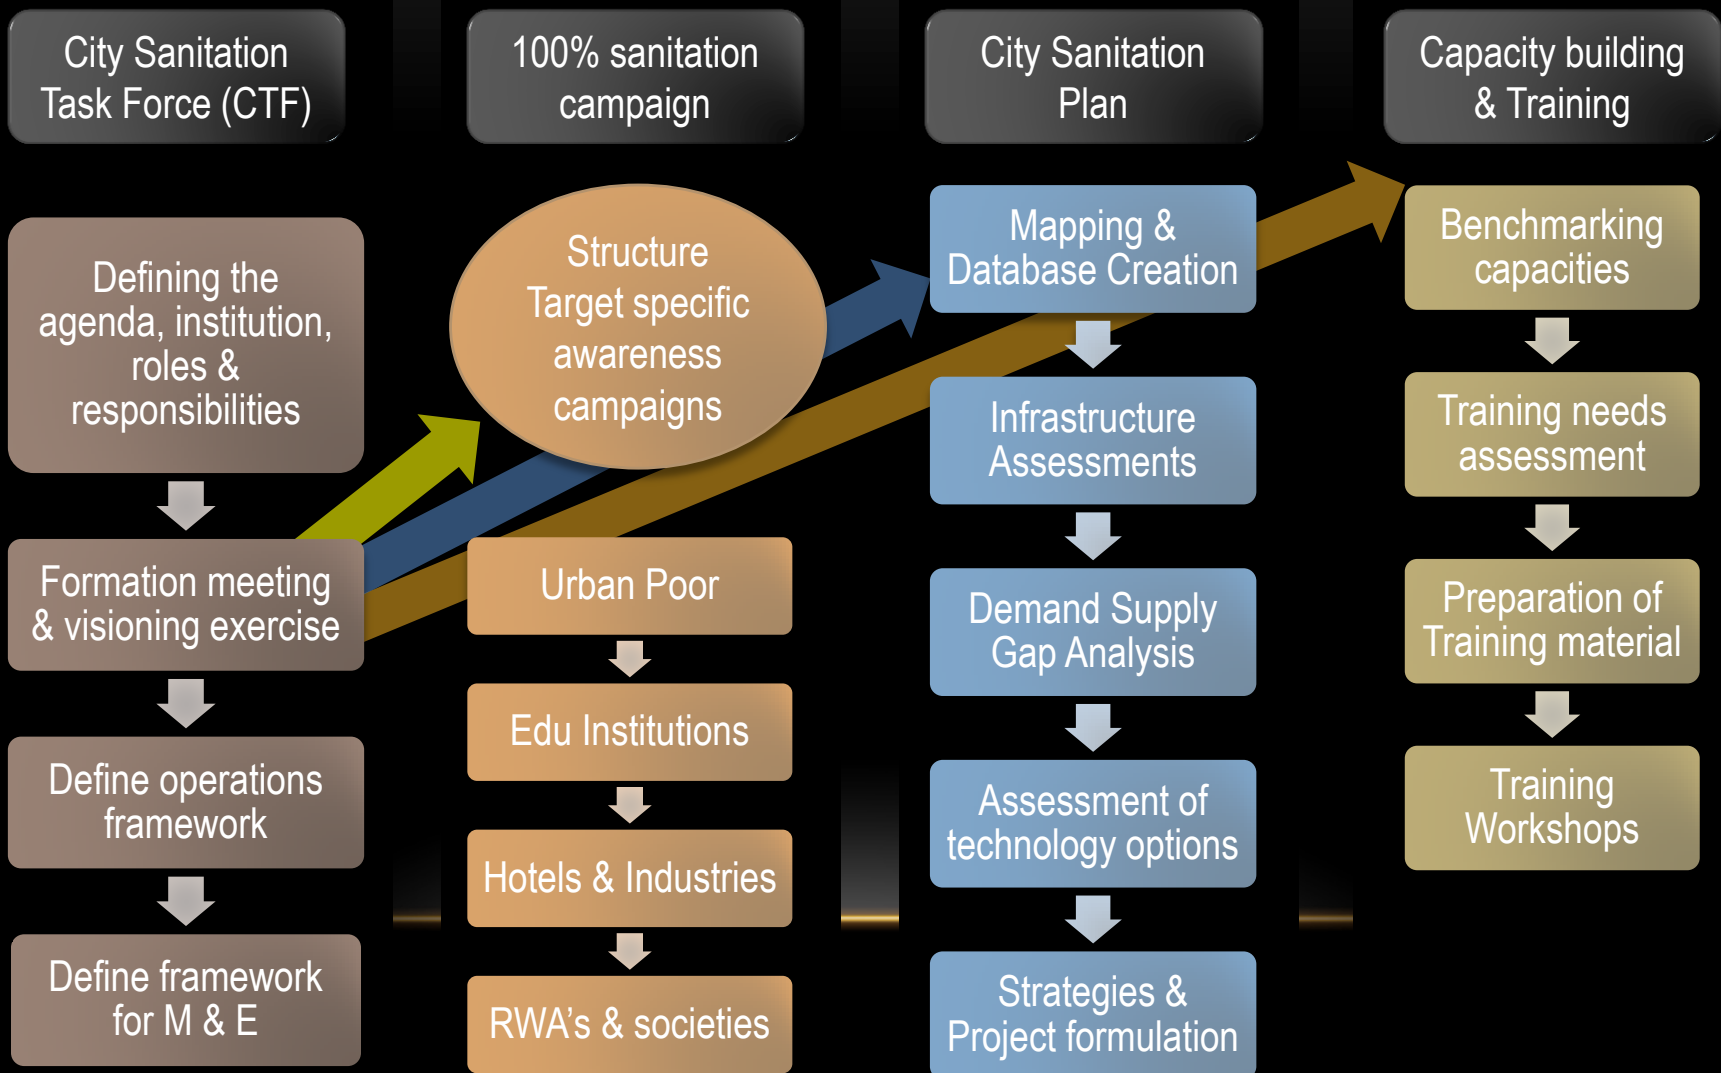 City Sanitation
Task Force (CTF)
100% sanitation
campaign
City Sanitation
Plan
Capacity building
& Training
Defining the
agenda, institution,
roles &
responsibilities
Formation meeting
& visioning exercise
Define operations
framework
Define framework
for M & E
Structure
Target specific
awareness
campaigns
Urban Poor
Edu Institutions
Hotels & Industries
RWA's & societies
Mapping &
Database Creation
Infrastructure
Assessments
Demand Supply
Gap Analysis
Assessment of
technology options
Strategies &
Project formulation
Benchmarking
capacities
Training needs
assessment
Preparation of
Training material
Training
Workshops